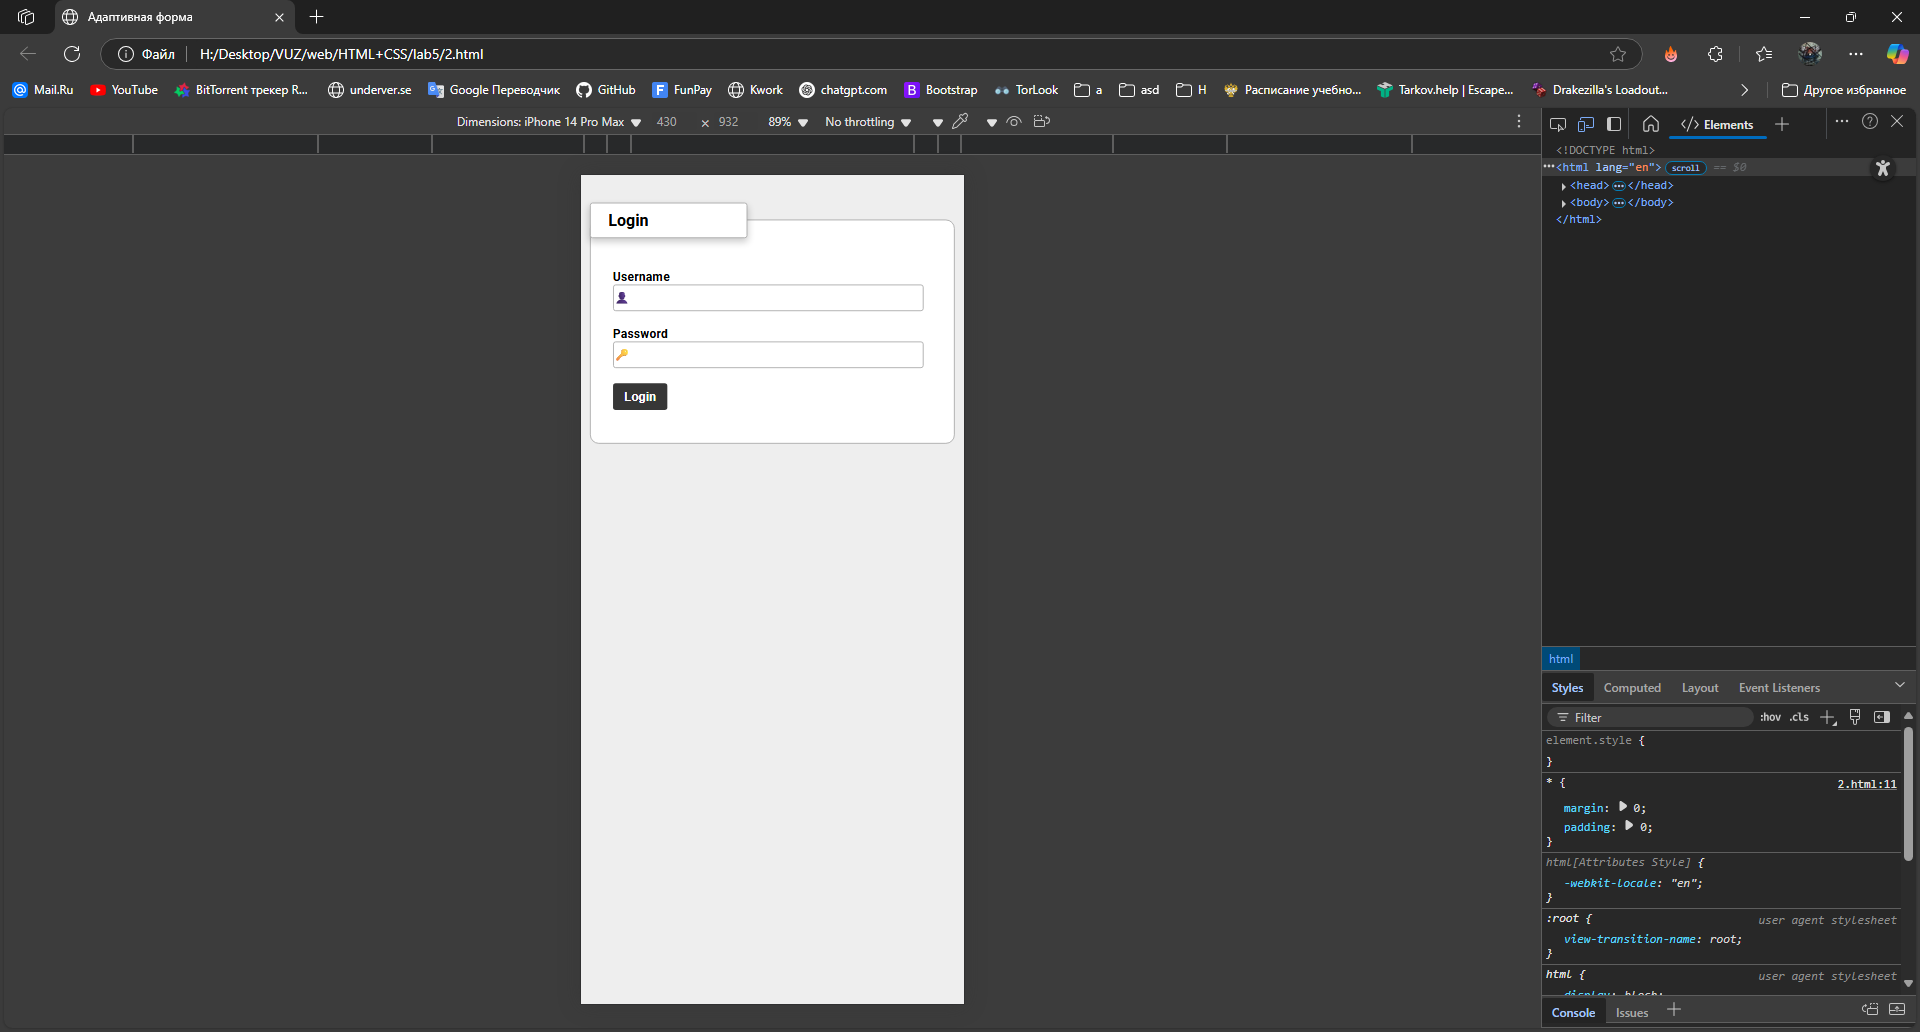 Адаптивная форма
Файл
H:/Desktop/VUZ/web/HTML+CSS/lab5/2.html
Mail.Ru
YouTube
BitTorrent трекер R...
underver.se
Google Переводчик
GitHub
FunPay
Kwork
chatgpt.com
Bootstrap
TorLook
a
asd
H
Расписание учебно...
Tarkov.help | Escape...
Drakezilla's Loadout...
Другое избранное
Dimensions: iPhone 14 Pro Max
430
×
932
89%
No throttling
Login
Username
Password
Login
</> Elements
<!DOCTYPE html>
<html lang="en"> scroll == $0
<head> ••• </head>
<body> ••• </body>
</html>
html
Styles
Computed
Layout
Event Listeners
Filter
:hov
.cls
element.style {
}
* {
2.html:11
margin: 0;
padding: 0;
}
html[Attributes Style] {
-webkit-locale: "en";
}
:root {
user agent stylesheet
view-transition-name: root;
}
html {
user agent stylesheet
display: block;
Console
Issues